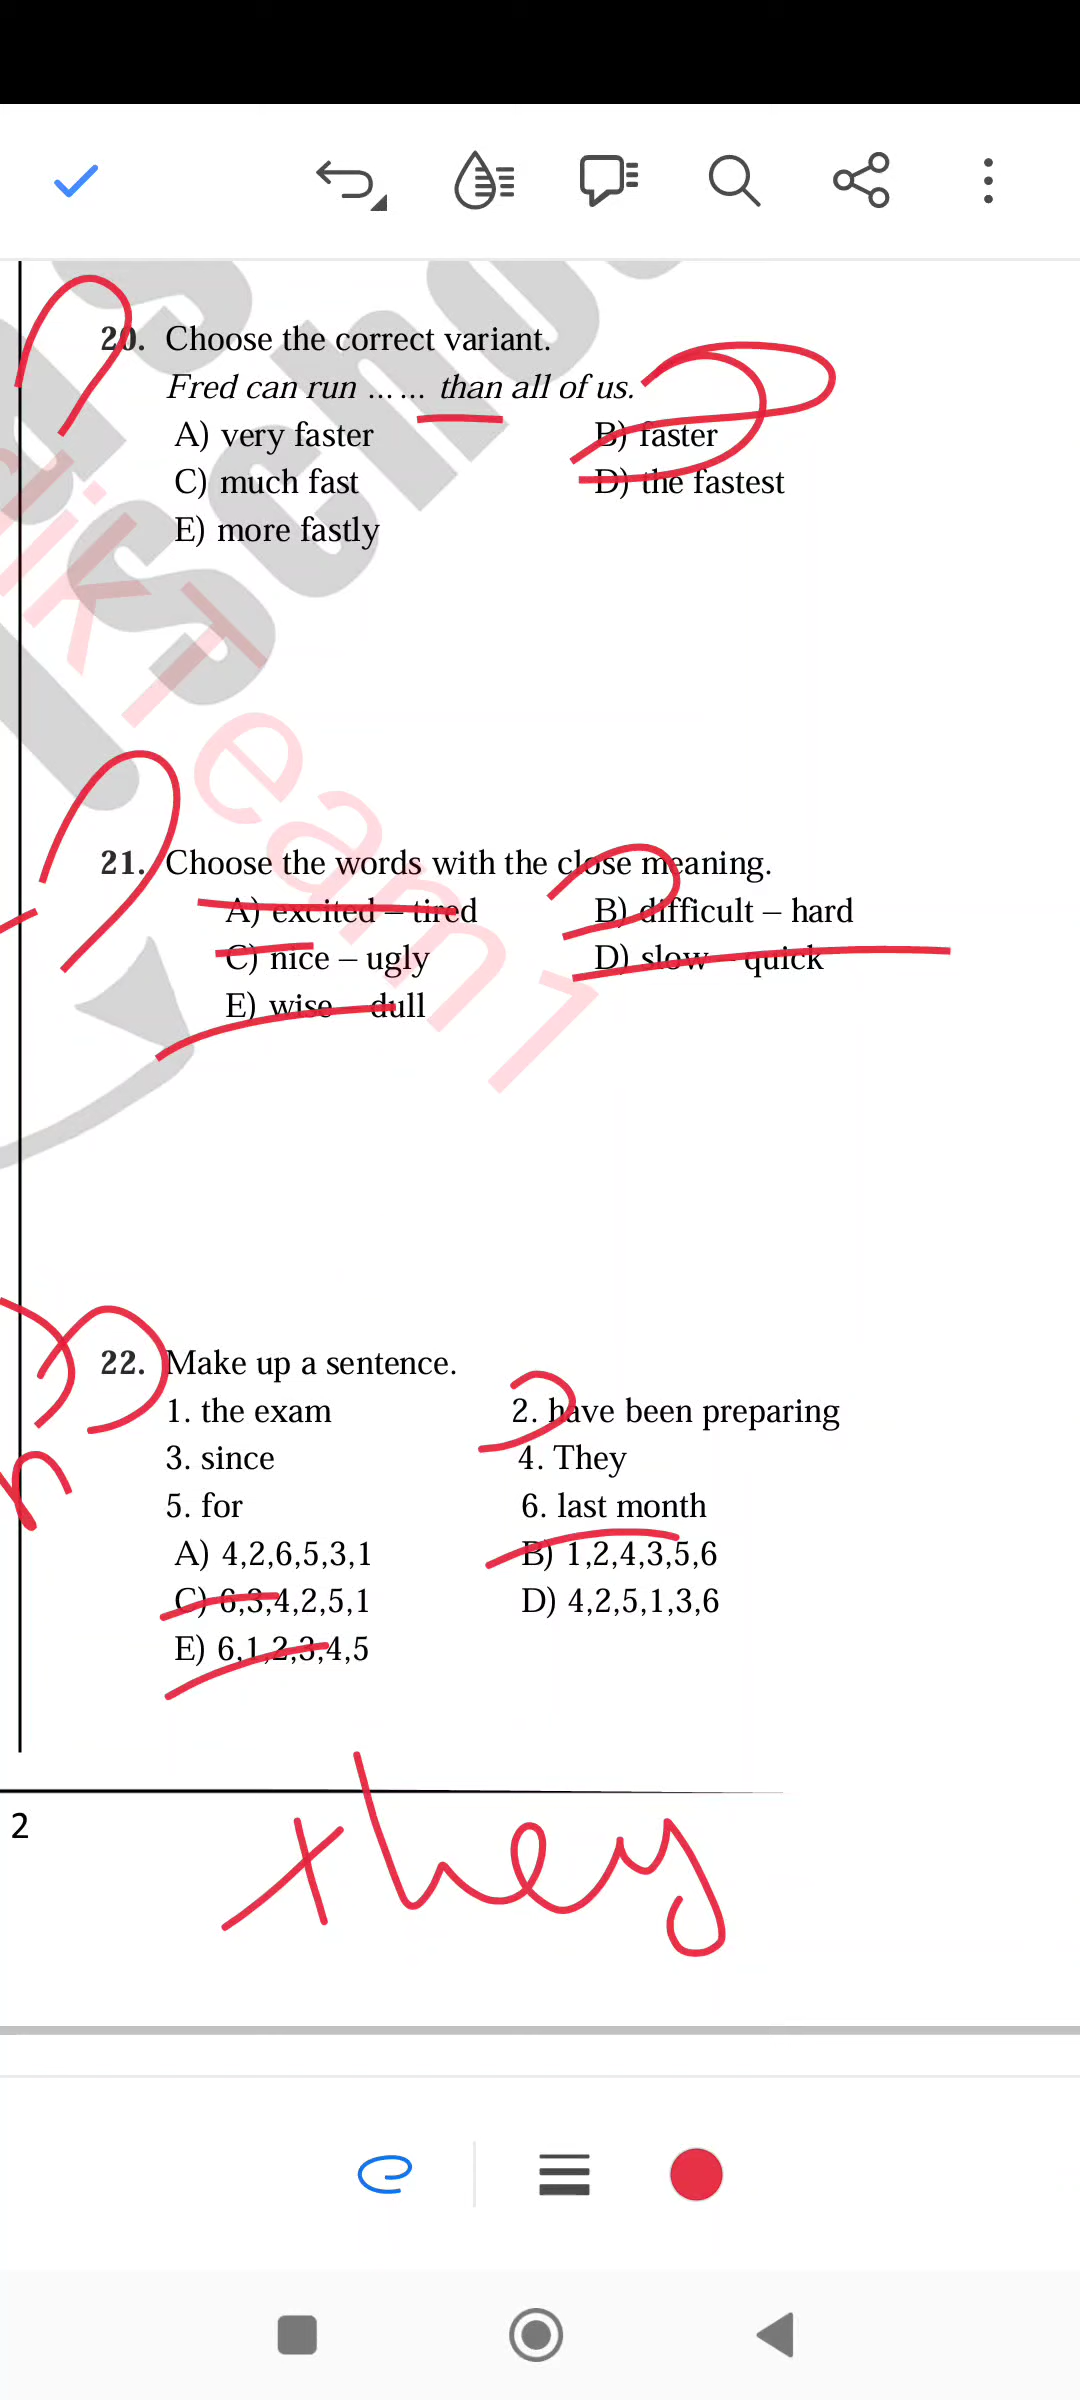 20. Choose the correct variant.
Fred can run ...... than all of us.
A) very faster B) faster
C) much fast D) the fastest
E) more fastly
21. Choose the words with the close meaning.
A) excited – tired B) difficult – hard
C) nice – ugly D) slow – quick
E) wise – dull
22. Make up a sentence.
1. the exam 2. have been preparing
3. since 4. They
5. for 6. last month
A) 4,2,6,5,3,1 B) 1,2,4,3,5,6
C) 6,3,4,2,5,1 D) 4,2,5,1,3,6
E) 6,1,2,3,4,5
2
they